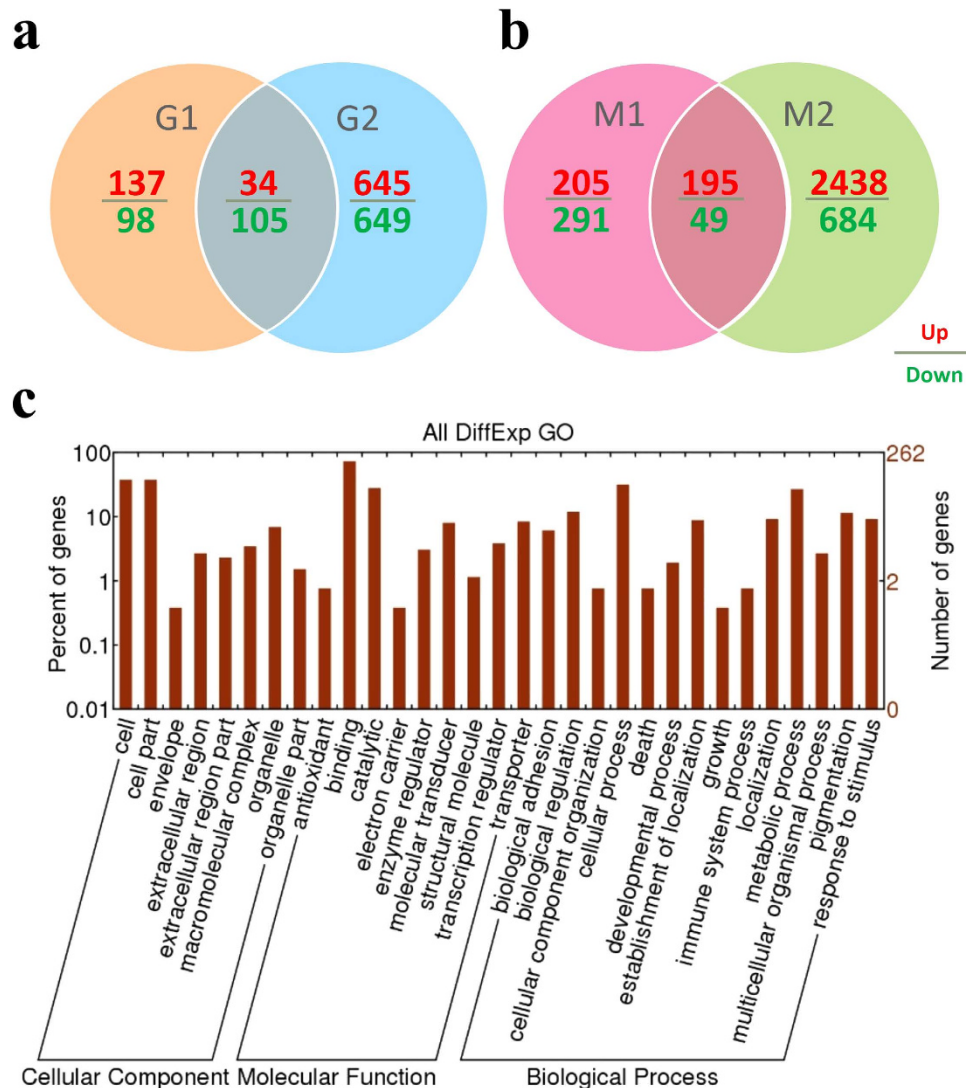 a
b
G1
G2
M1
M2
137
34
645
205
195
2438
98
105
649
291
49
684
Up
Down
c
All DiffExp GO
100
10
1
0.1
0.01
Percent of genes
262
2
0
Number of genes
cell
cell part
envelope
extracellular region
extracellular region part
macromolecular complex
organelle
organelle part
antioxidant
binding
catalytic
electron carrier
enzyme regulator
molecular transducer
structural molecule
transcription regulator
transporter
biological adhesion
biological regulation
cellular component organization
cellular process
death
developmental process
establishment of localization
growth
immune system process
localization
metabolic process
multicellular organismal process
pigmentation
response to stimulus
Cellular Component
Molecular Function
Biological Process